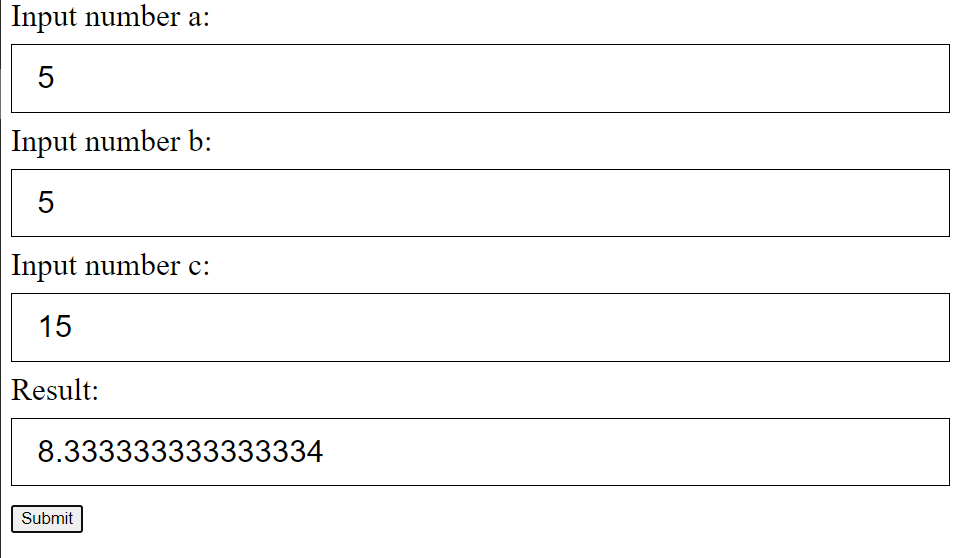 Input number a:
5
Input number b:
5
Input number c:
15
Result:
8.333333333333334
Submit